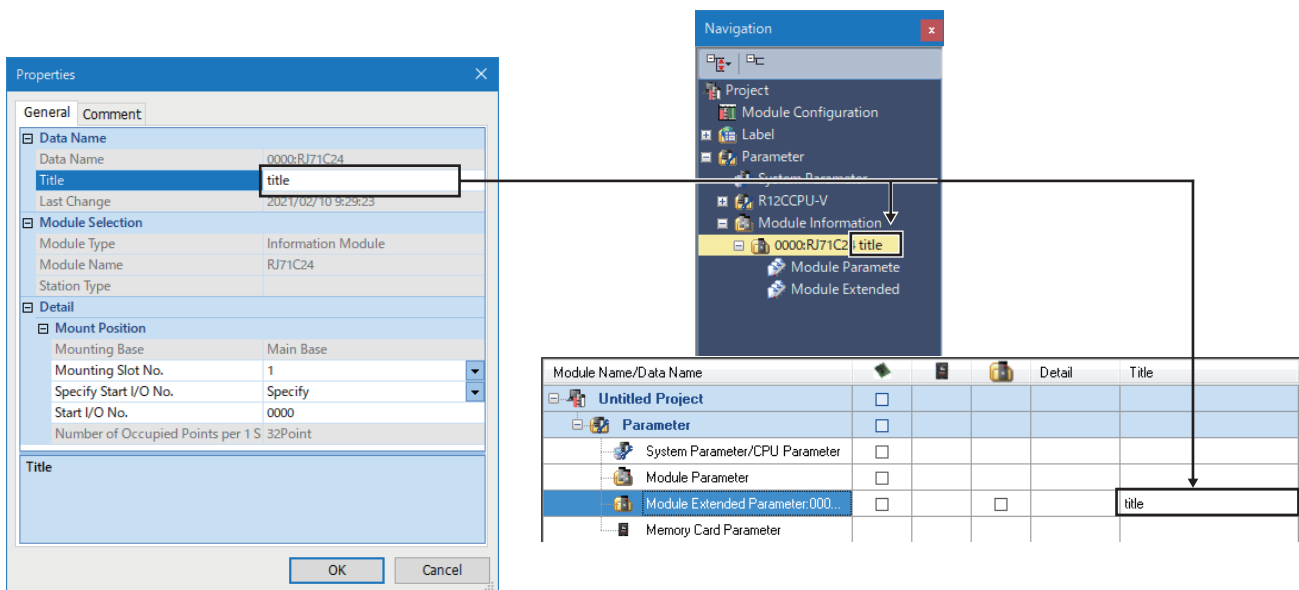 Properties
General Comment
Data Name
Data Name 0000:RJ71C24
Title title
Last Change 2021/02/10 9:29:23
Module Selection
Module Type Information Module
Module Name RJ71C24
Station Type
Detail
Mount Position
Mounting Base Main Base
Mounting Slot No. 1
Specify Start I/O No. Specify
Start I/O No. 0000
Number of Occupied Points per 1 S 32Point
Title
OK Cancel
Navigation
Project
Module Configuration
Label
Parameter
System Parameter
R12CCPU-V
Module Information
0000:RJ71C24 title
Module Paramete
Module Extended
Module Name/Data Name Detail Title
Untitled Project
Parameter
System Parameter/CPU Parameter
Module Parameter
Module Extended Parameter:000... title
Memory Card Parameter